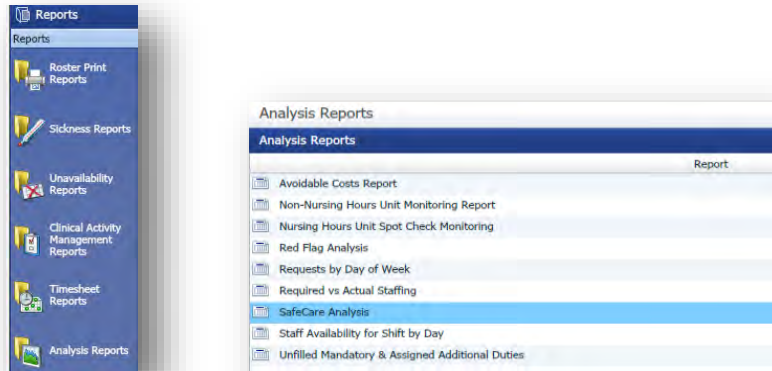 Reports
Reports
Roster Print
Reports
Sickness Reports
Unavailability
Reports
Clinical Activity
Management
Reports
Timesheet
Reports
Analysis Reports
Analysis Reports
Analysis Reports
Report
Avoidable Costs Report
Non-Nursing Hours Unit Monitoring Report
Nursing Hours Unit Spot Check Monitoring
Red Flag Analysis
Requests by Day of Week
Required vs Actual Staffing
SafeCare Analysis
Staff Availability for Shift by Day
Unfilled Mandatory & Assigned Additional Duties